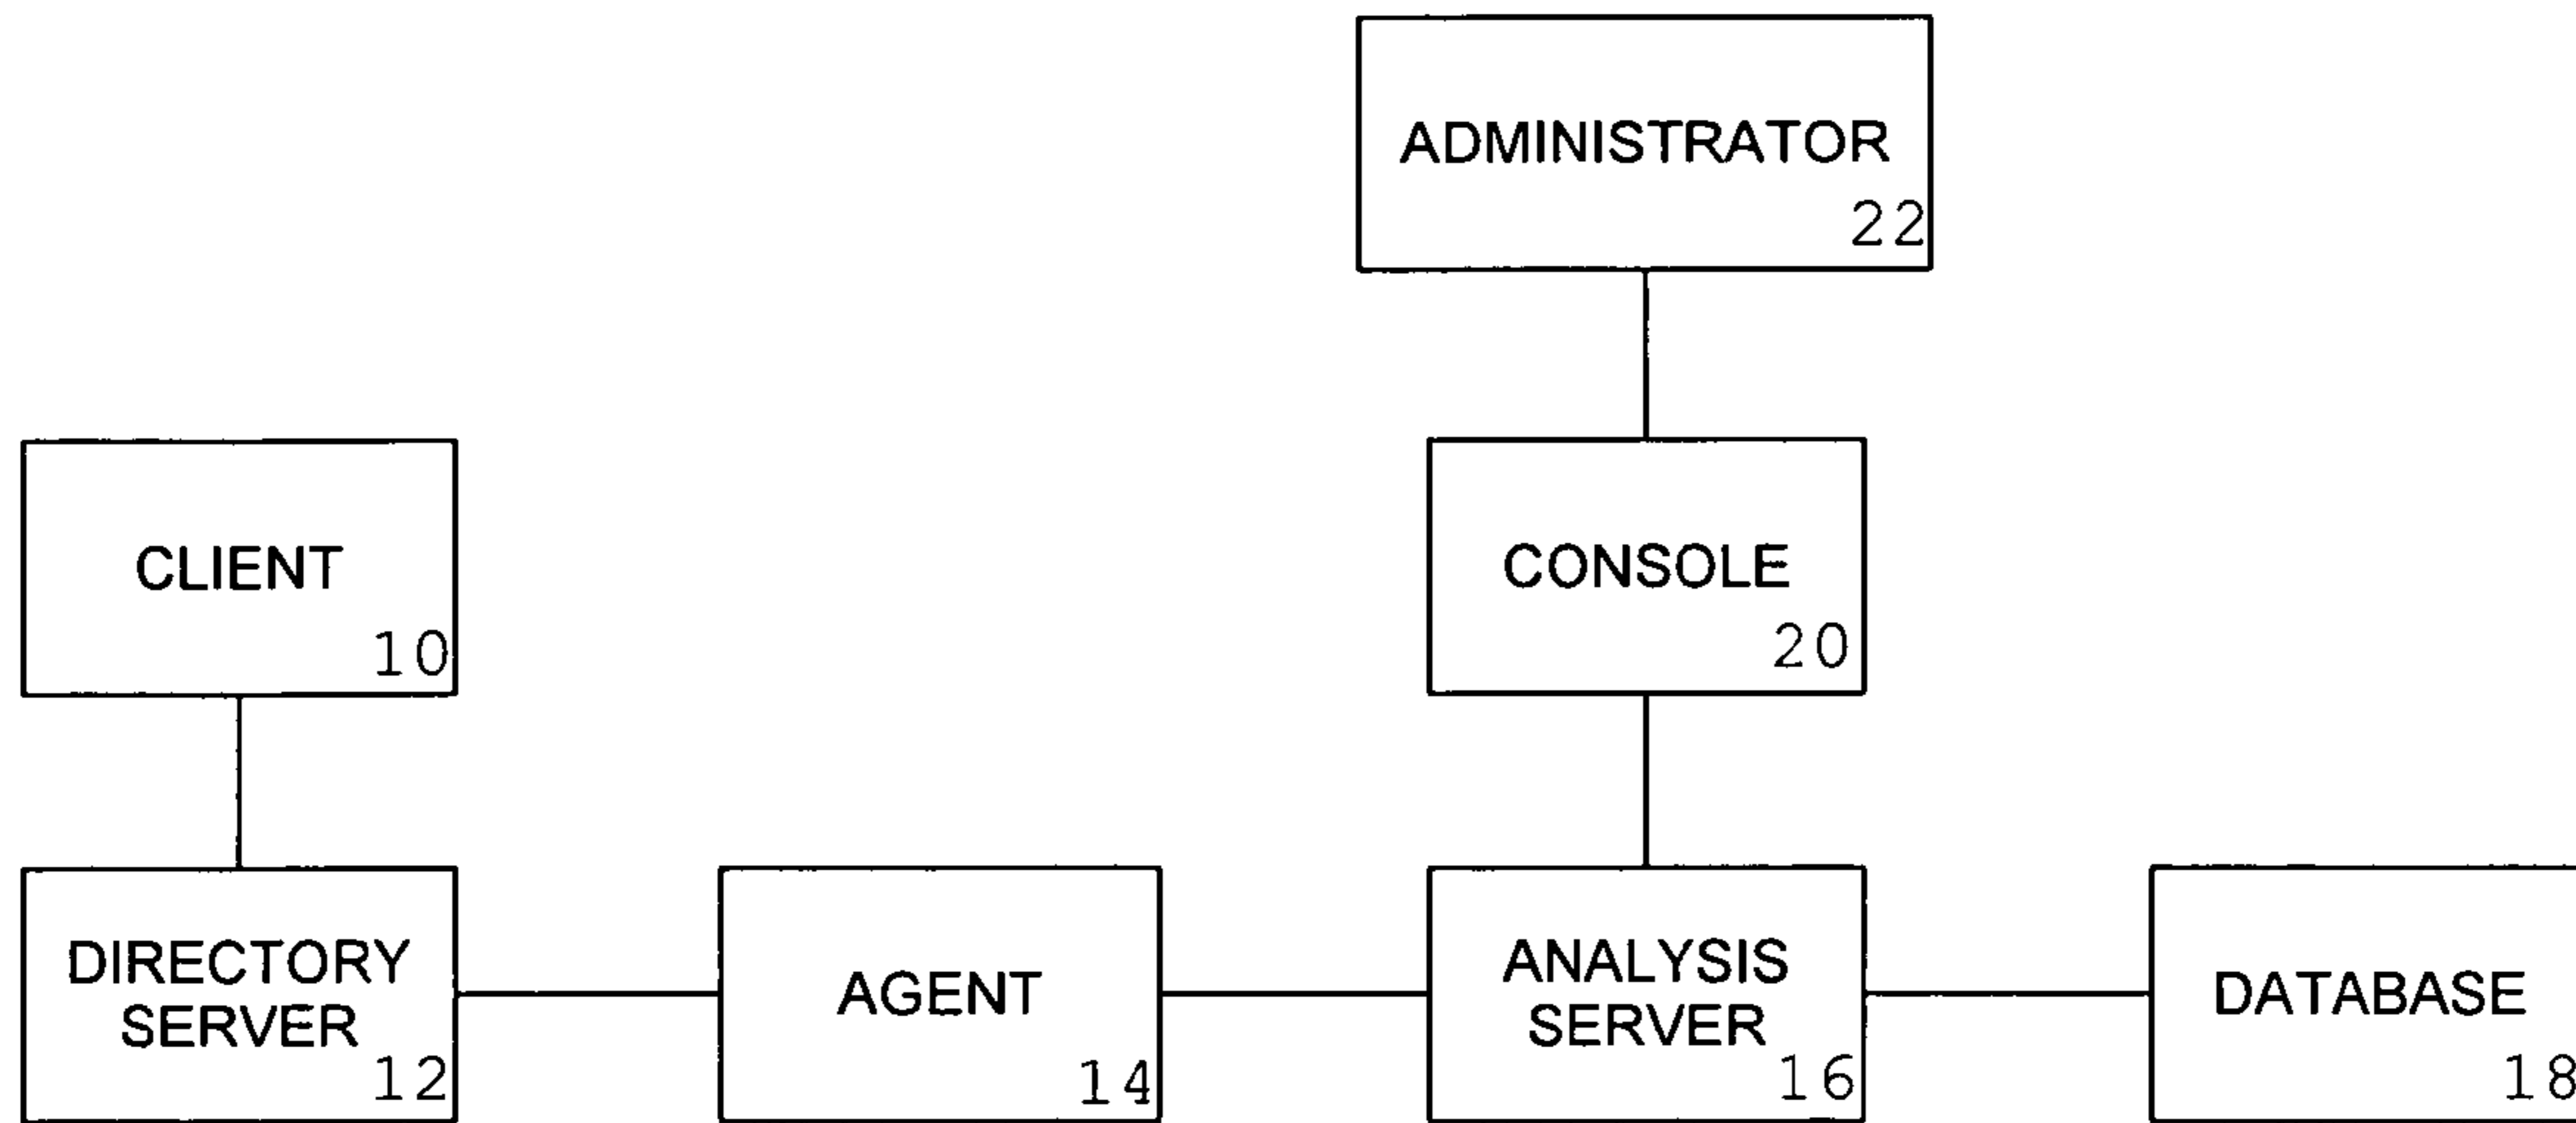 ADMINISTRATOR
22
CLIENT
10
CONSOLE
20
DIRECTORY
SERVER
12
AGENT
14
ANALYSIS
SERVER
16
DATABASE
18